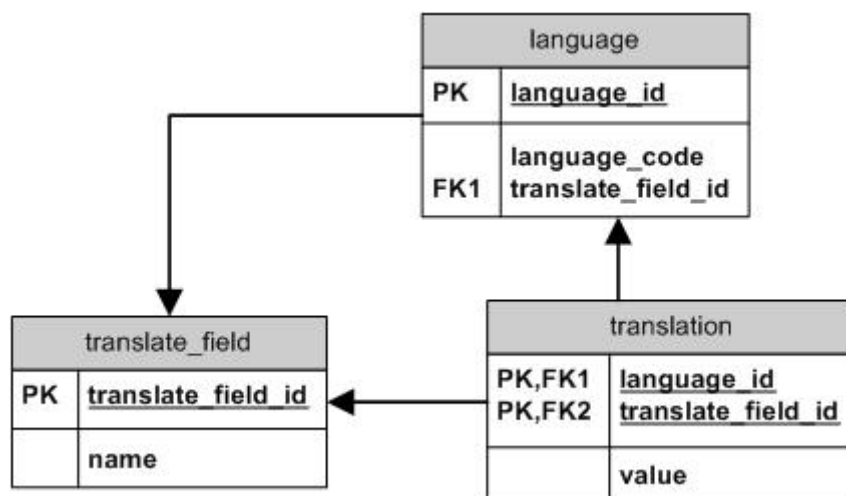 language
PK language_id
language_code
FK1 translate_field_id
translate_field
PK translate_field_id
name
translation
PK,FK1 language_id
PK,FK2 translate_field_id
value